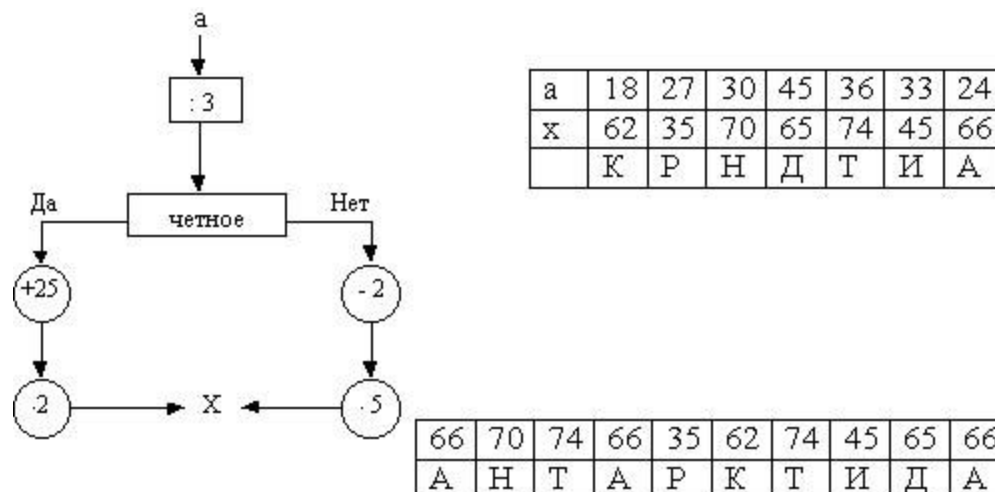 a
: 3
Да
четное
Нет
+25
- 2
·2
X
· 5
а 18 27 30 45 36 33 24
х 62 35 70 65 74 45 66
К Р Н Д Т И А
66 70 74 66 35 62 74 45 65 66
А Н Т А Р К Т И Д А